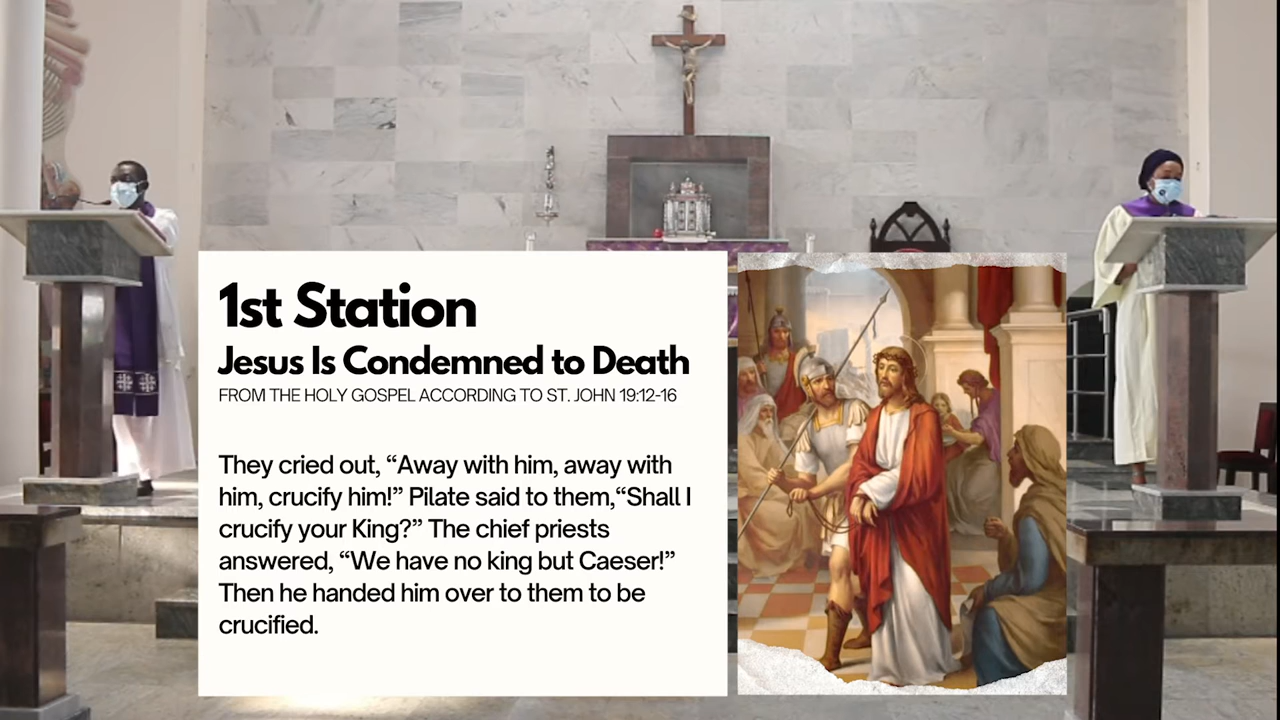 1st Station
Jesus Is Condemned to Death
FROM THE HOLY GOSPEL ACCORDING TO ST. JOHN 19:12-16
They cried out, “Away with him, away with
him, crucify him!” Pilate said to them,“Shall I
crucify your King?” The chief priests
answered, “We have no king but Caeser!”
Then he handed him over to them to be
crucified.